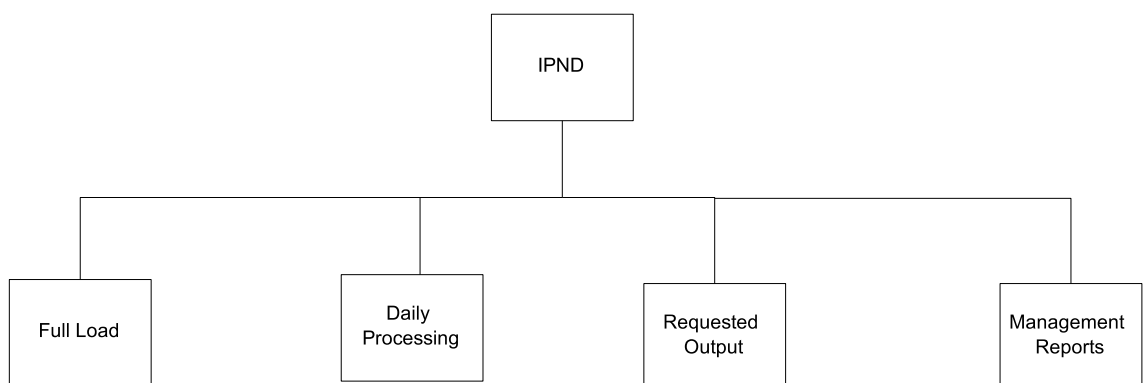 IPND
Full Load
Daily
Processing
Requested
Output
Management
Reports